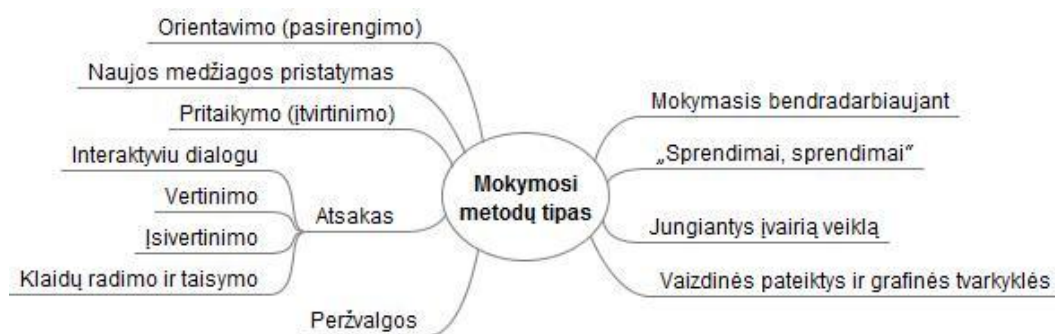 Orientavimo (pasirengimo)
Naujos medžiagos pristatymas
Pritaikymo (įtvirtinimo)
Interaktyviu dialogu
Vertinimo
Įsivertinimo
Klaidų radimo ir taisymo
Atsakas
Peržvalgos
Mokymosi
metodų tipas
Mokymasis bendradarbiaujant
„Sprendimai, sprendimai“
Jungiantys įvairią veiklą
Vaizdinės pateiktys ir grafinės tvarkyklės